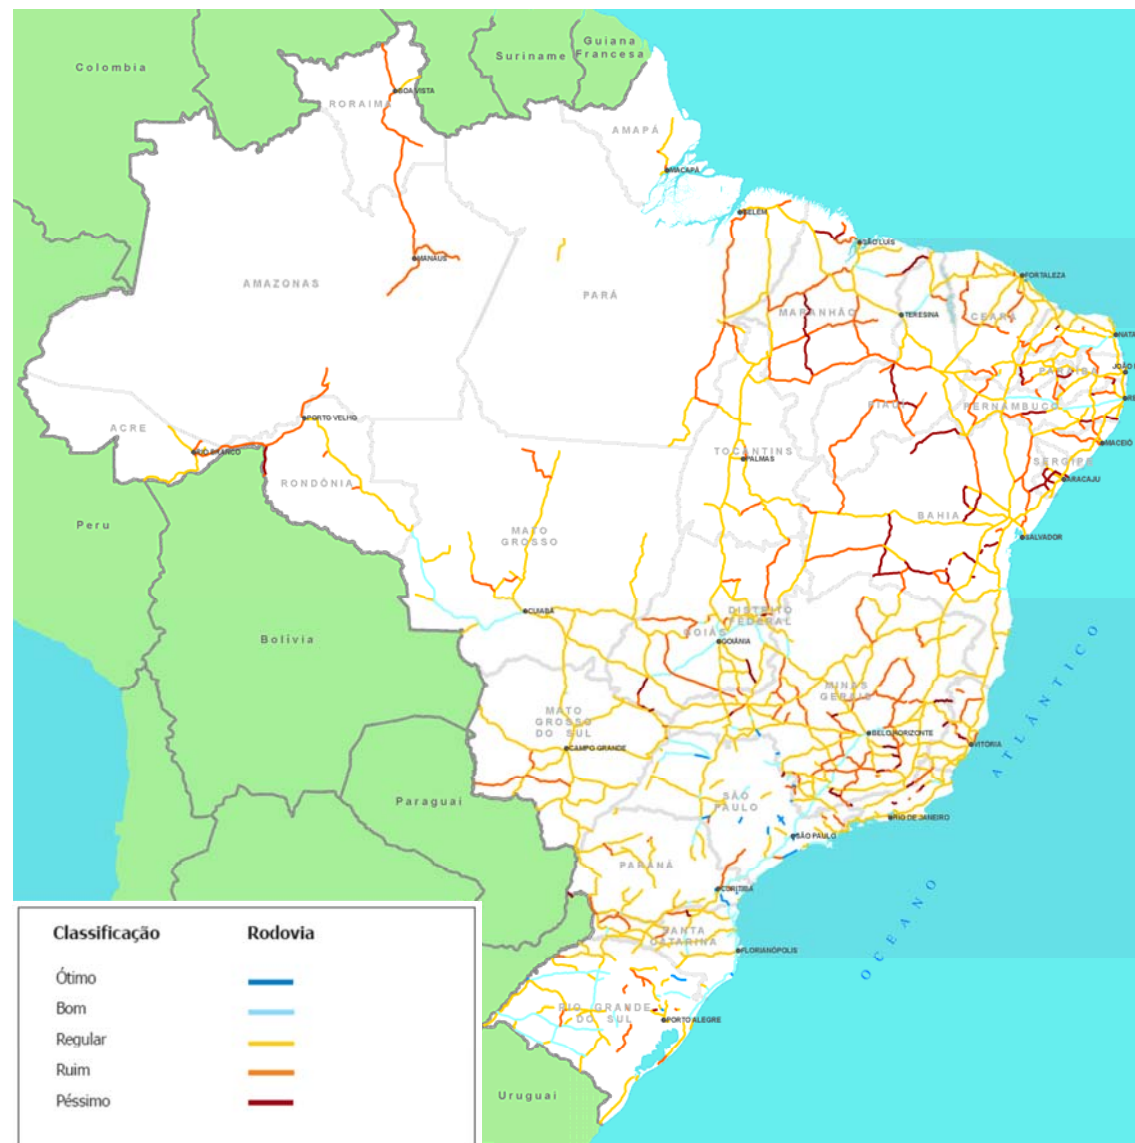 Guiana
Francesa
Suriname
Colombia
BOA VISTA
RORAIMA
AMAPÁ
MACAPÁ
BELÉM
SÃO LUÍS
MANAUS
FORTALEZA
AMAZONAS
PARÁ
MARANHÃO
TERESINA
CEARÁ
NATA
PARAÍBA
JOÃO
RE
PIAUÍ
PERNAMBUCO
PORTO VELHO
ACRE
RIO BRANCO
MACEIÓ
TOCANTINS
PALMAS
SERGIPE
ARACAJU
RONDÔNIA
BAHIA
Peru
MATO
GROSSO
SALVADOR
CUIABÁ
DISTRITO
FEDERAL
GOIÁS
GOIÂNIA
Bolívia
MINAS
GERAIS
MATO
GROSSO
DO SUL
BELO HORIZONTE
VITÓRIA
CAMPO GRANDE
OCEANO ATLÂNTICO
Paraguai
SÃO
PAULO
RIO DE JANEIRO
SÃO PAULO
PARANÁ
CURITIBA
SANTA
CATARINA
FLORIANÓPOLIS
RIO GRANDE
DO SUL
PORTO ALEGRE
Uruguai
Classificação Rodovia
Ótimo
Bom
Regular
Ruim
Péssimo